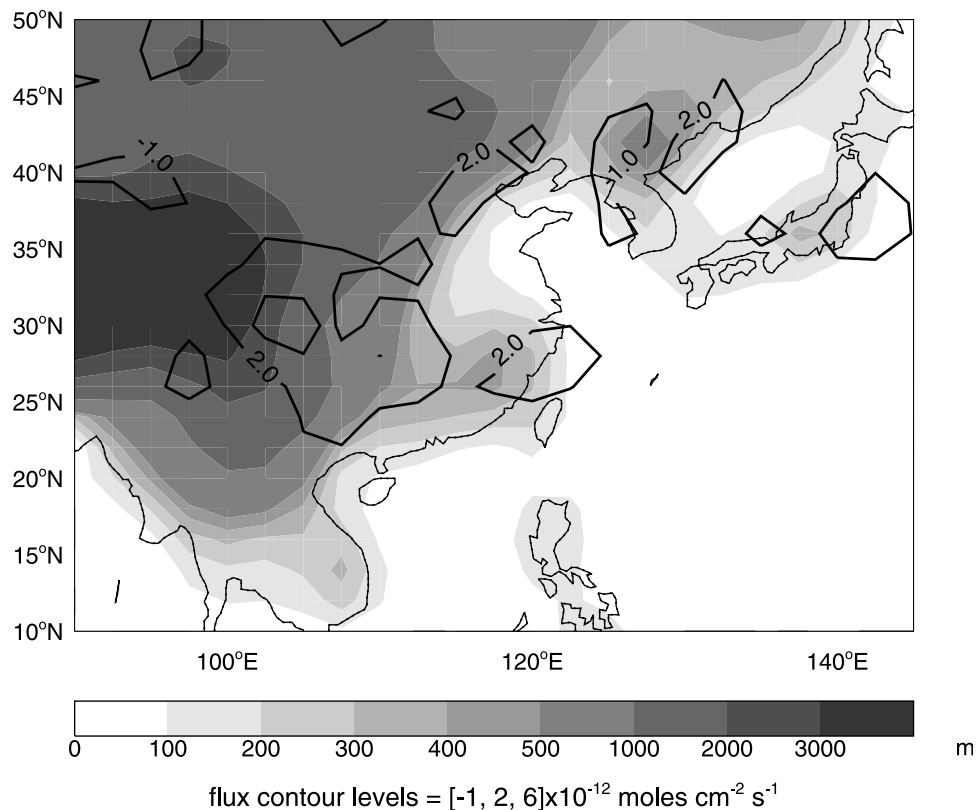 50°N
45°N
40°N
35°N
30°N
25°N
20°N
15°N
10°N
-1.0
2.0
-1.0
2.0
2.0
2.0
100°E 120°E 140°E
0 100 200 300 400 500 1000 2000 3000 m
flux contour levels = [-1, 2, 6]x10⁻¹² moles cm⁻² s⁻¹